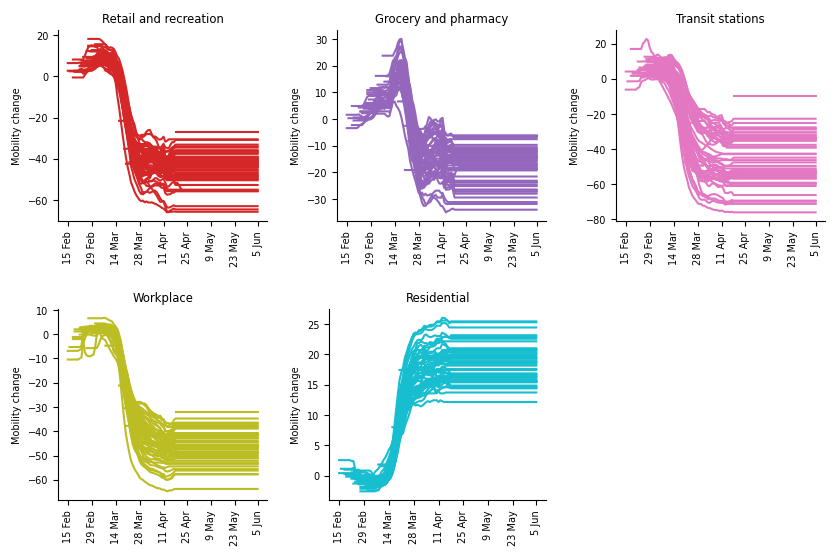 Retail and recreation
Mobility change
20
0
−20
−40
−60
15 Feb
29 Feb
14 Mar
28 Mar
11 Apr
25 Apr
9 May
23 May
5 Jun
Grocery and pharmacy
Mobility change
30
20
10
0
−10
−20
−30
15 Feb
29 Feb
14 Mar
28 Mar
11 Apr
25 Apr
9 May
23 May
5 Jun
Transit stations
Mobility change
20
0
−20
−40
−60
−80
15 Feb
29 Feb
14 Mar
28 Mar
11 Apr
25 Apr
9 May
23 May
5 Jun
Workplace
Mobility change
10
0
−10
−20
−30
−40
−50
−60
15 Feb
29 Feb
14 Mar
28 Mar
11 Apr
25 Apr
9 May
23 May
5 Jun
Residential
Mobility change
25
20
15
10
5
0
15 Feb
29 Feb
14 Mar
28 Mar
11 Apr
25 Apr
9 May
23 May
5 Jun